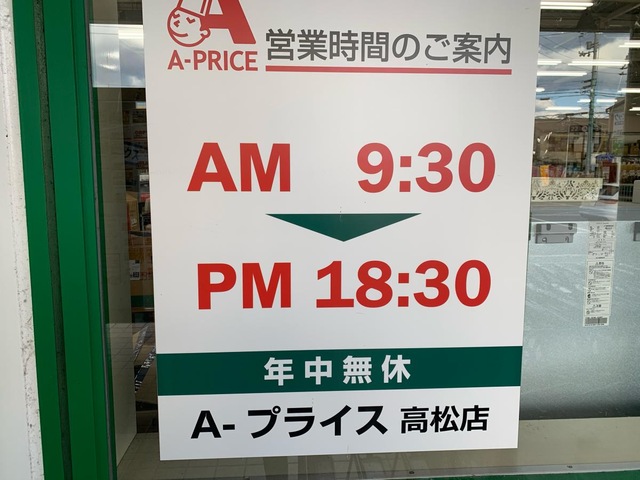 A-PRICE
営業時間のご案内
AM 9:30
PM 18:30
年中無休
A-プライス 高松店